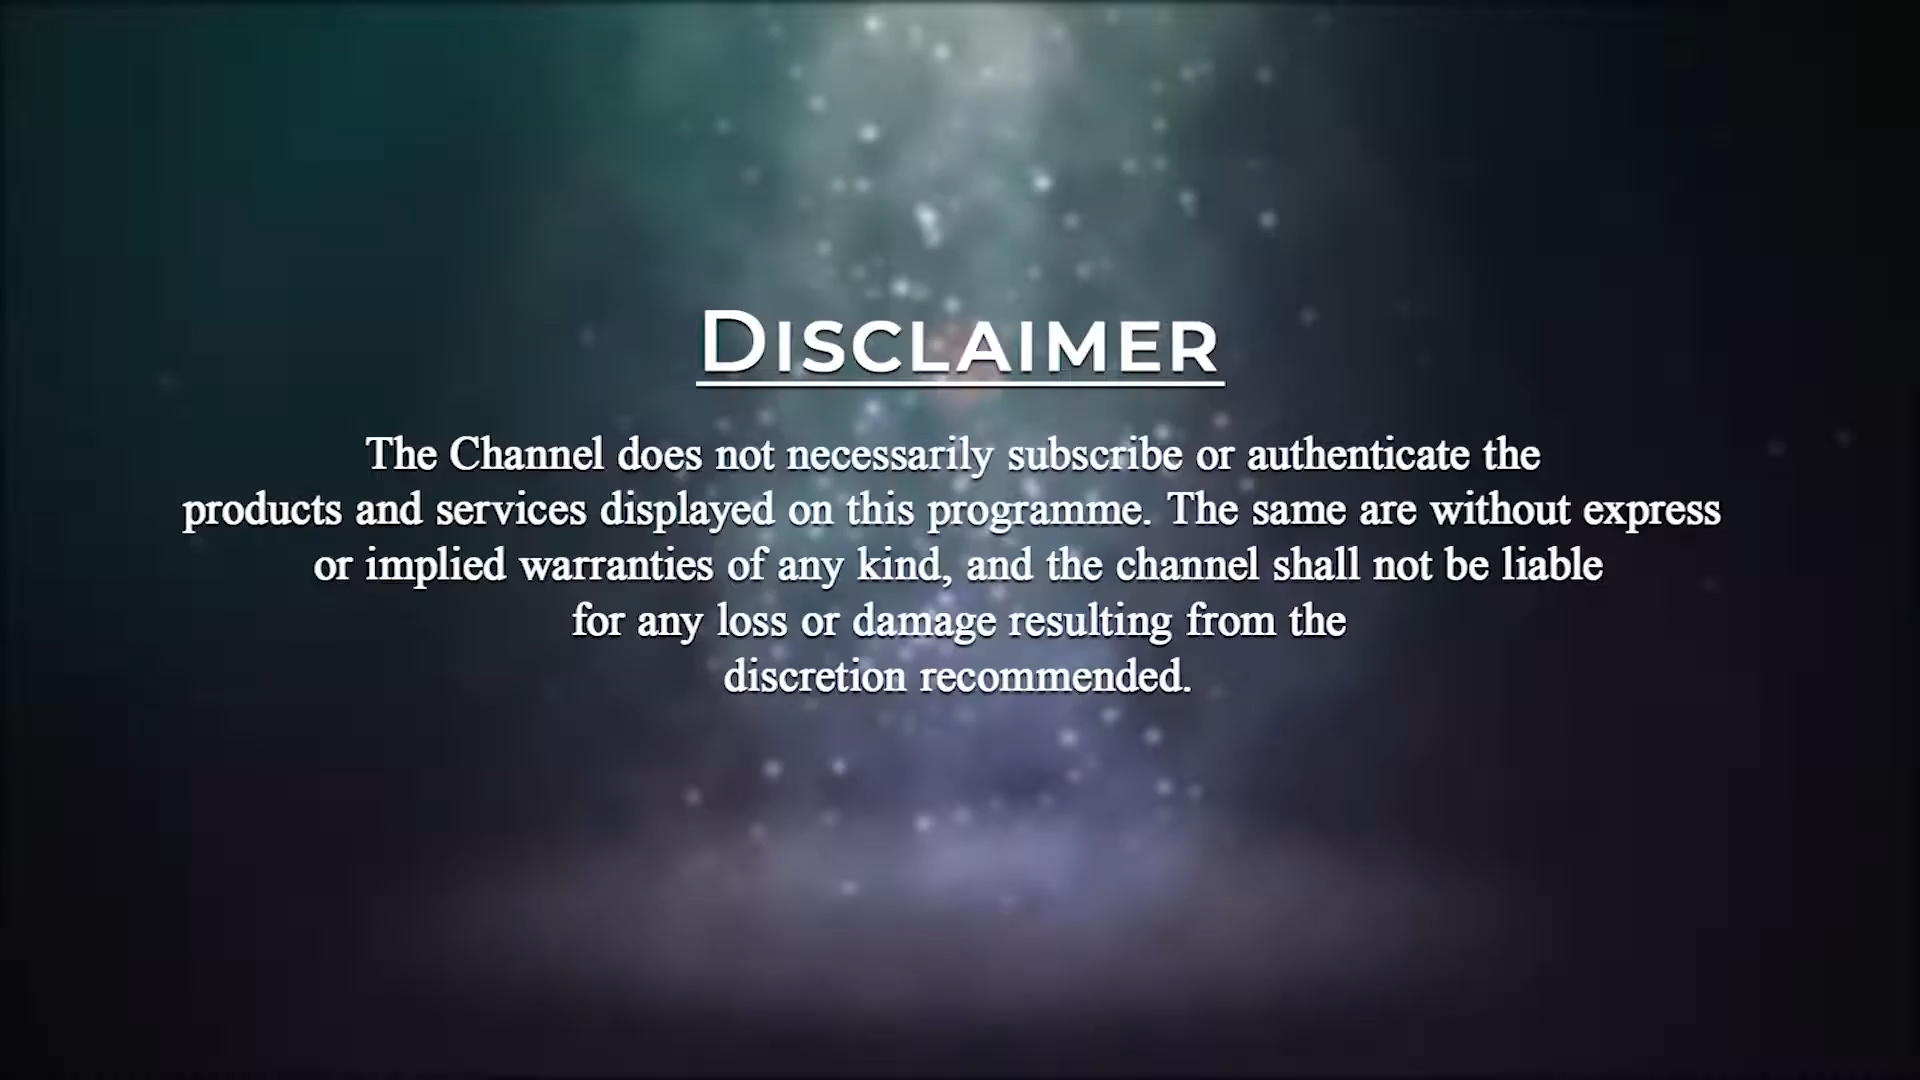 DISCLAIMER
The Channel does not necessarily subscribe or authenticate the
products and services displayed on this programme. The same are without express
or implied warranties of any kind, and the channel shall not be liable
for any loss or damage resulting from the
discretion recommended.